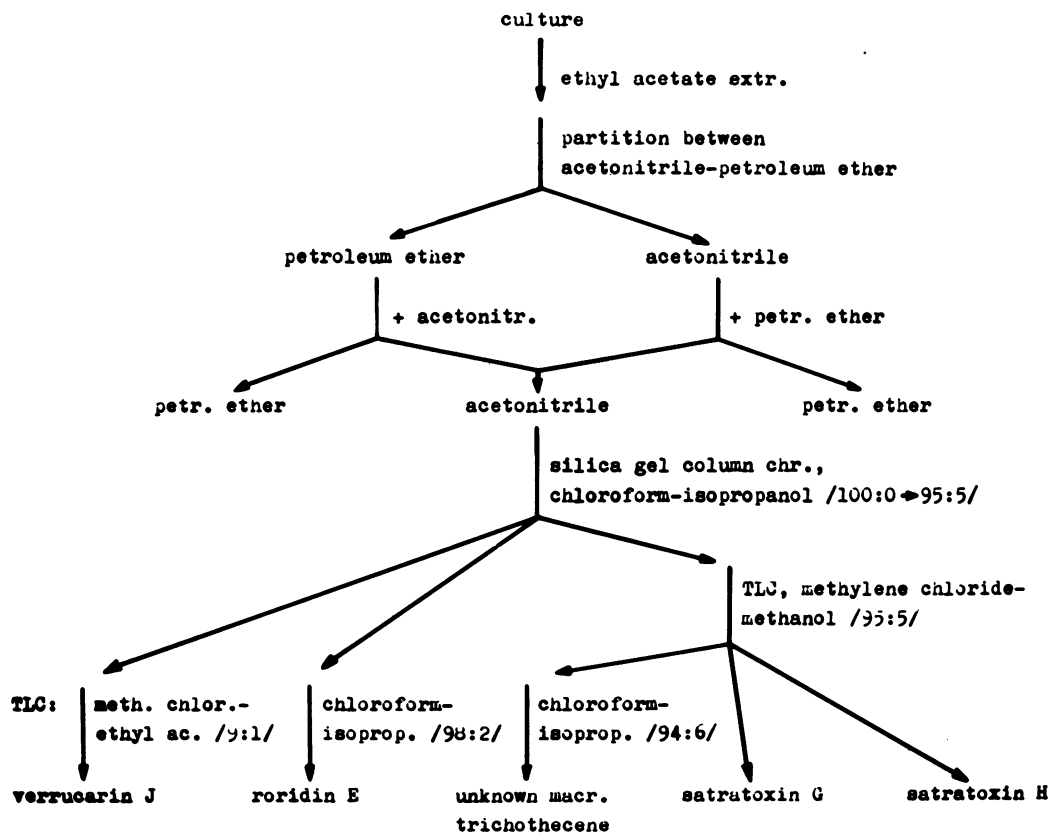 culture
ethyl acetate extr.
partition between
acetonitrile-petroleum ether
petroleum ether
acetonitrile
+ acetonitr.
+ petr. ether
petr. ether
acetonitrile
petr. ether
silica gel column chr.,
chloroform-isopropanol /100:0→95:5/
TLC, methylene chloride-
methanol /95:5/
TLC:
meth. chlor.-
ethyl ac. /9:1/
chloroform-
isoprop. /98:2/
chloroform-
isoprop. /94:6/
verrucarin J
roridin E
unknown macr.
trichothecene
satratoxin G
satratoxin H